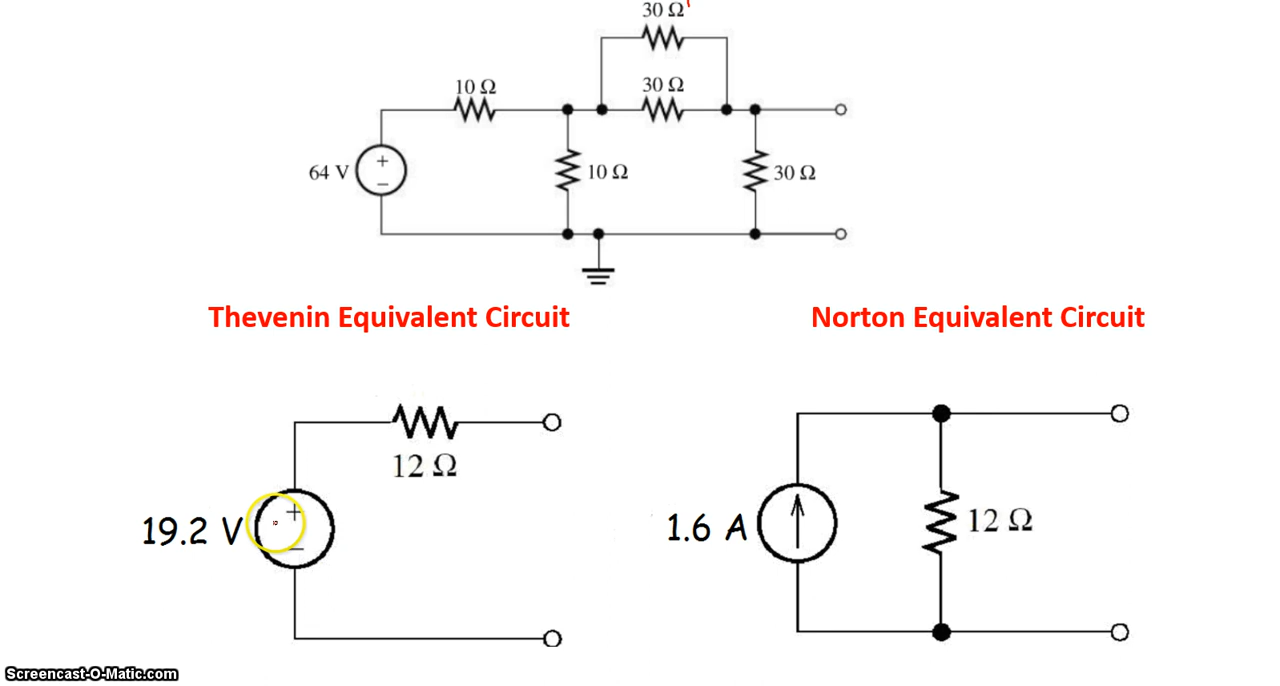 30 Ω
10 Ω
30 Ω
64 V
+
−
10 Ω
30 Ω
Thevenin Equivalent Circuit
Norton Equivalent Circuit
12 Ω
19.2 V
+
−
1.6 A
12 Ω
Screencast-O-Matic.com